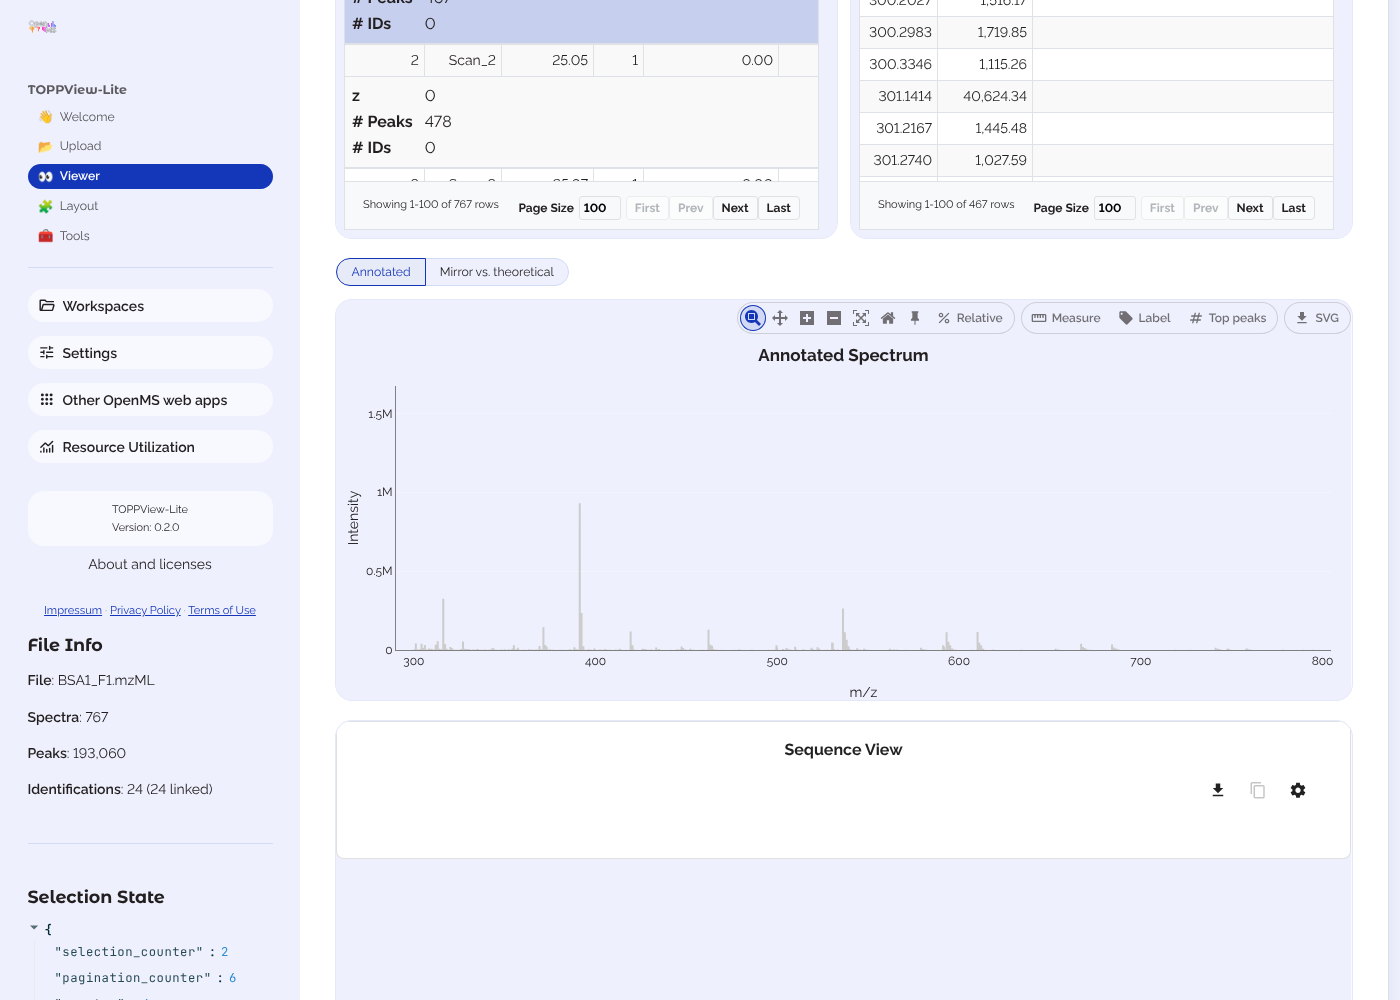 TOPPView-Lite
👋 Welcome
📂 Upload
👀 Viewer
🧩 Layout
🧰 Tools
Workspaces
Settings
Other OpenMS web apps
Resource Utilization
TOPPView-Lite
Version: 0.2.0
About and licenses
Impressum · Privacy Policy · Terms of Use
File Info
File: BSA1_F1.mzML
Spectra: 767
Peaks: 193,060
Identifications: 24 (24 linked)
Selection State
{
"selection_counter" : 2
"pagination_counter" : 6
# Peaks 467
# IDs 0
2 Scan_2 25.05 1 0.00
z 0
# Peaks 478
# IDs 0
Showing 1-100 of 767 rows Page Size 100 First Prev Next Last
300.2027 1,516.17
300.2983 1,719.85
300.3346 1,115.26
301.1414 40,624.34
301.2167 1,445.48
301.2740 1,027.59
Showing 1-100 of 467 rows Page Size 100 First Prev Next Last
Annotated Mirror vs. theoretical
% Relative Measure Label # Top peaks SVG
Annotated Spectrum
1.5M
1M
0.5M
0
Intensity
300 400 500 600 700 800
m/z
Sequence View